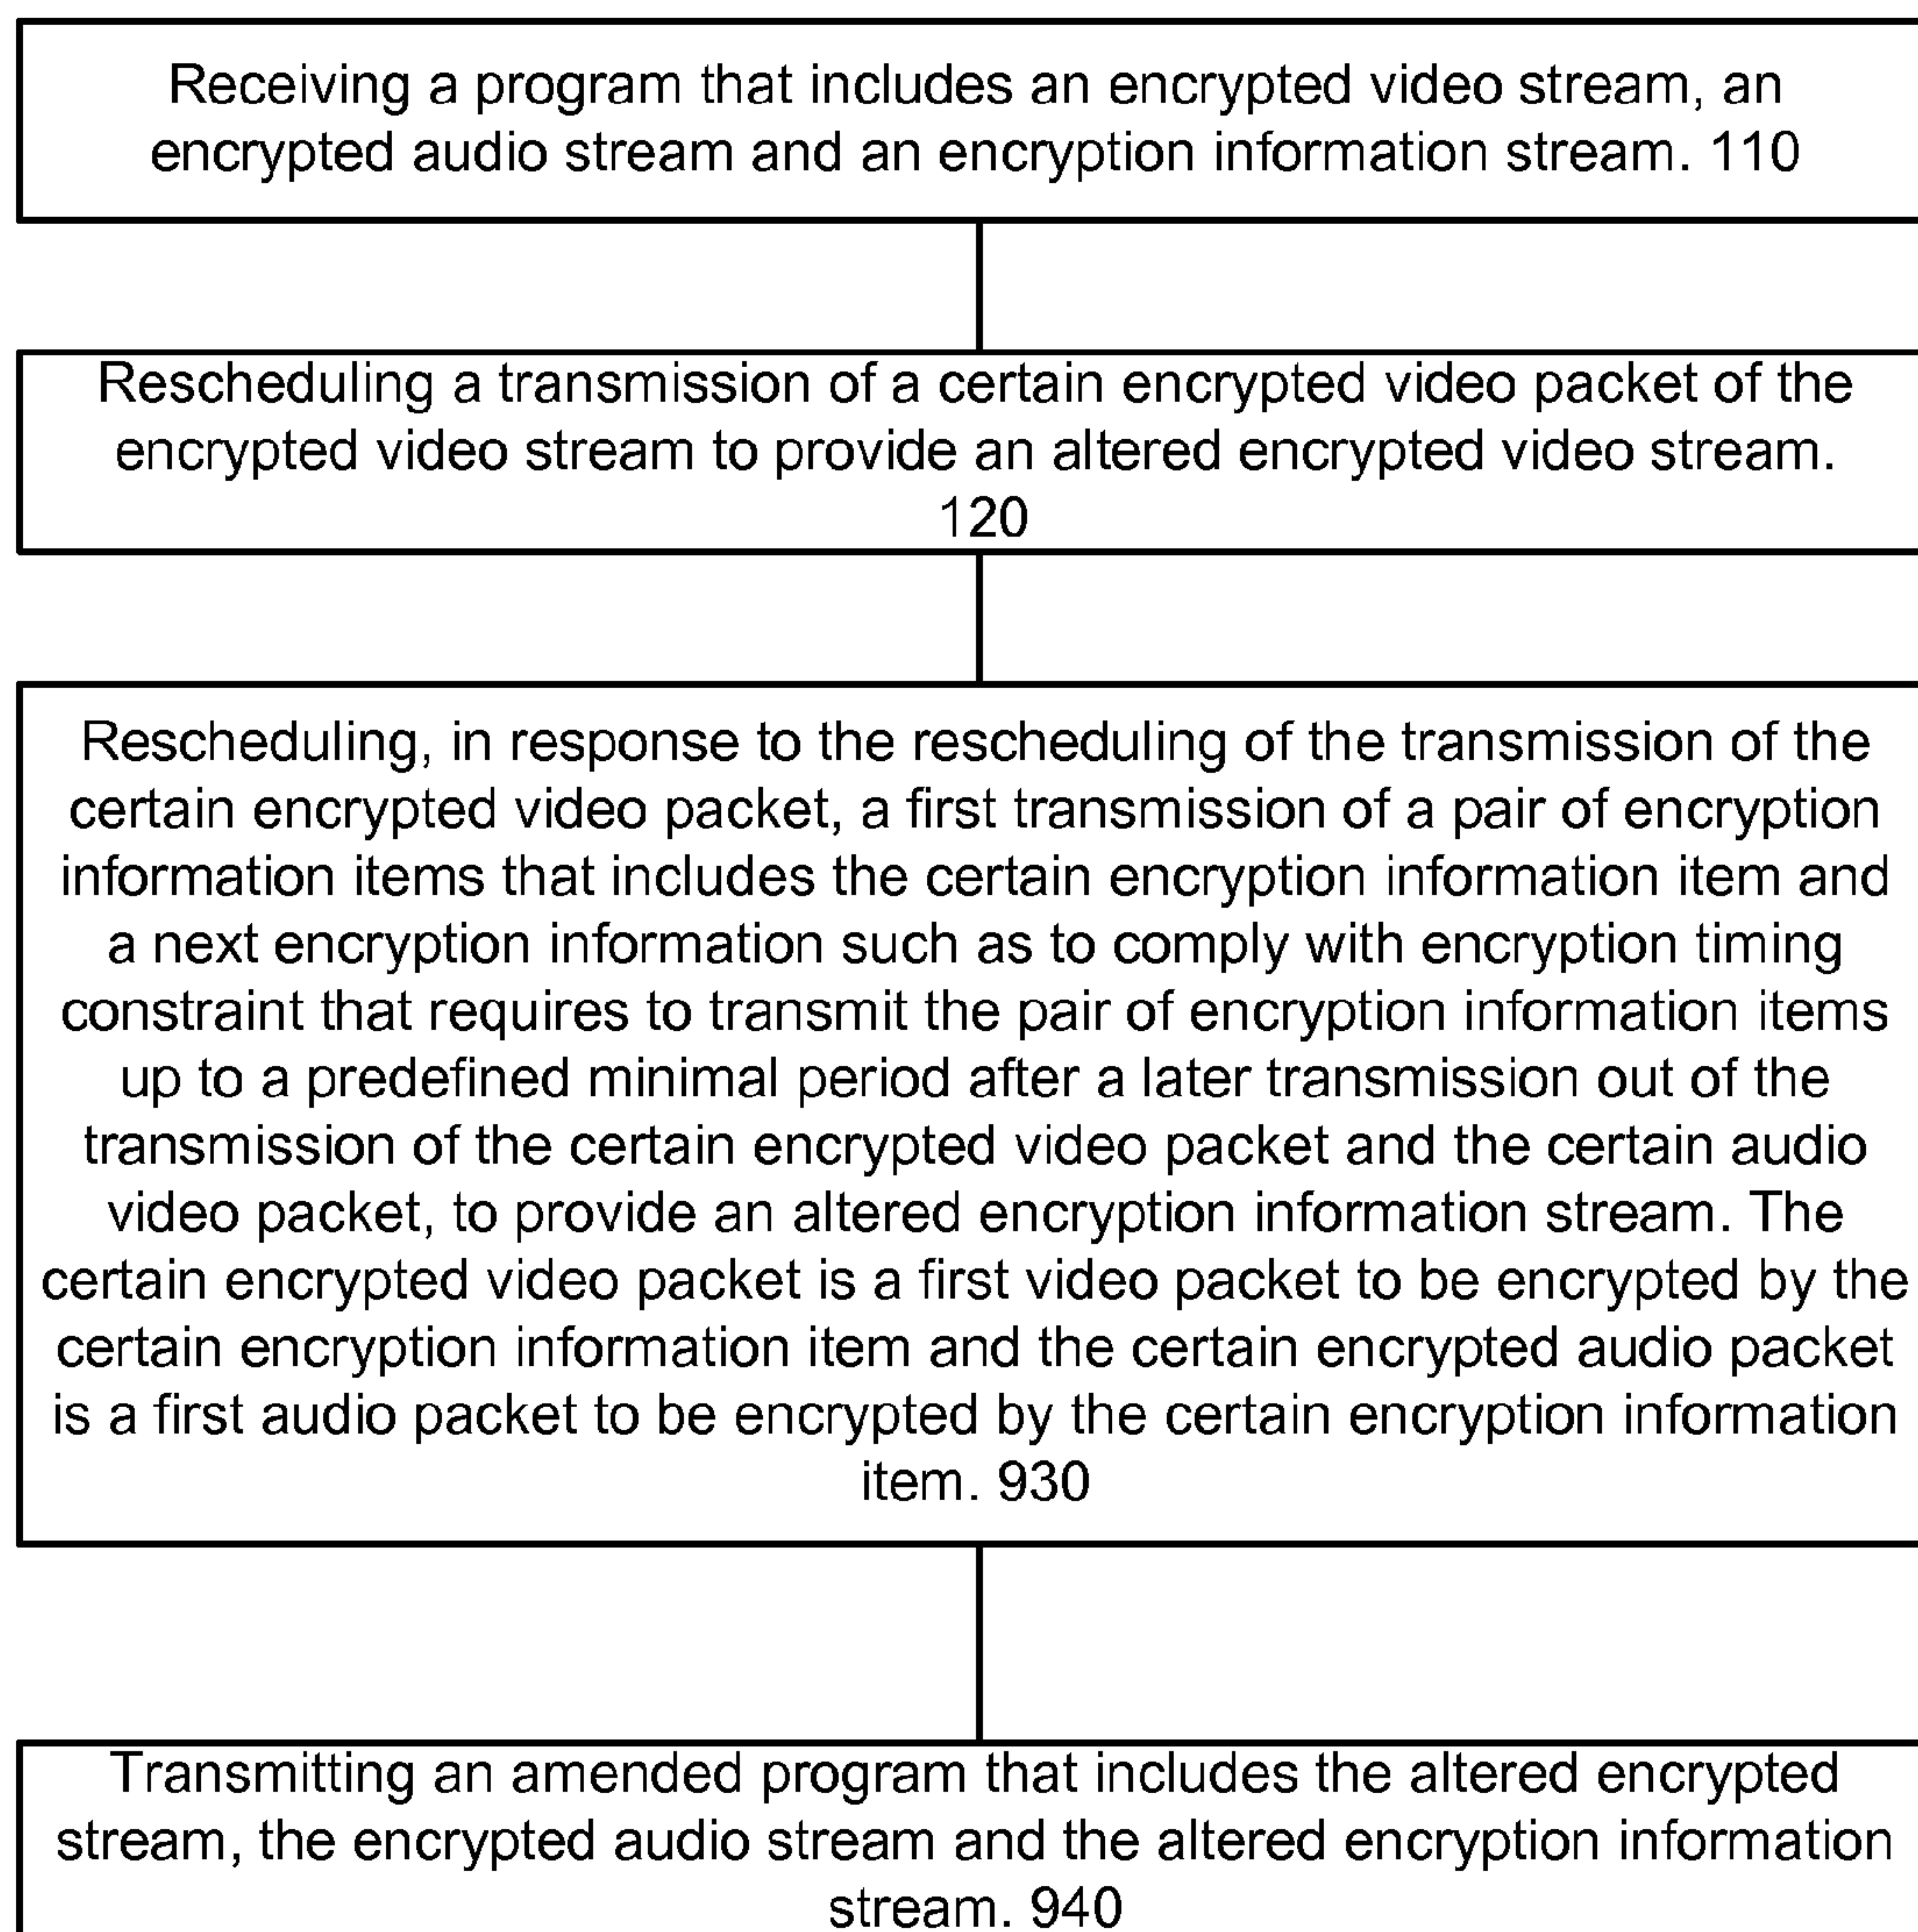 Receiving a program that includes an encrypted video stream, an
encrypted audio stream and an encryption information stream. 110
Rescheduling a transmission of a certain encrypted video packet of the
encrypted video stream to provide an altered encrypted video stream.
120
Rescheduling, in response to the rescheduling of the transmission of the
certain encrypted video packet, a first transmission of a pair of encryption
information items that includes the certain encryption information item and
a next encryption information such as to comply with encryption timing
constraint that requires to transmit the pair of encryption information items
up to a predefined minimal period after a later transmission out of the
transmission of the certain encrypted video packet and the certain audio
video packet, to provide an altered encryption information stream. The
certain encrypted video packet is a first video packet to be encrypted by the
certain encryption information item and the certain encrypted audio packet
is a first audio packet to be encrypted by the certain encryption information
item. 930
Transmitting an amended program that includes the altered encrypted
stream, the encrypted audio stream and the altered encryption information
stream. 940